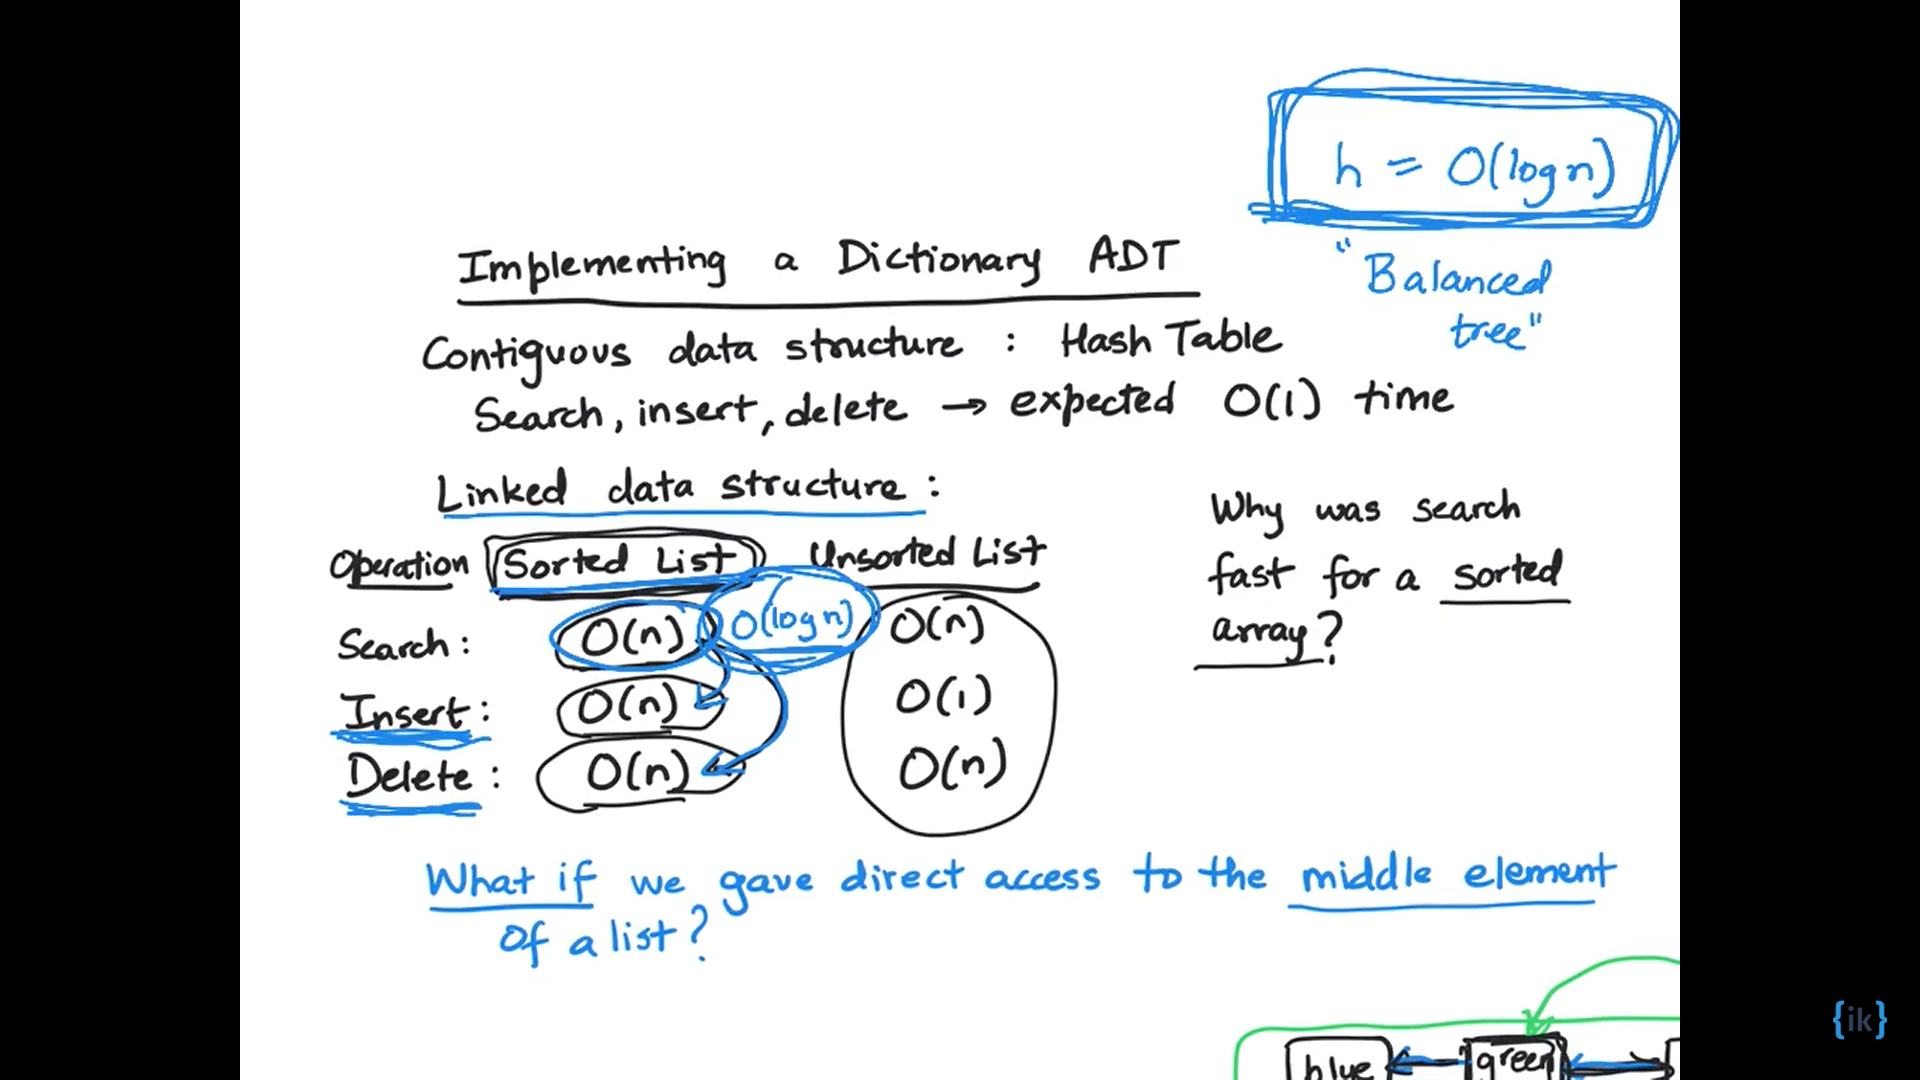 h = O(log n)
"Balanced
tree"
Implementing a Dictionary ADT
Contiguous data structure : Hash Table
Search, insert, delete → expected O(1) time
Linked data structure :
Operation Sorted List Unsorted List
Search : O(n) O(log n) O(n)
Insert : O(n) O(1)
Delete : O(n) O(n)
Why was search
fast for a sorted
array?
What if we gave direct access to the middle element
of a list?
blue green
{ik}